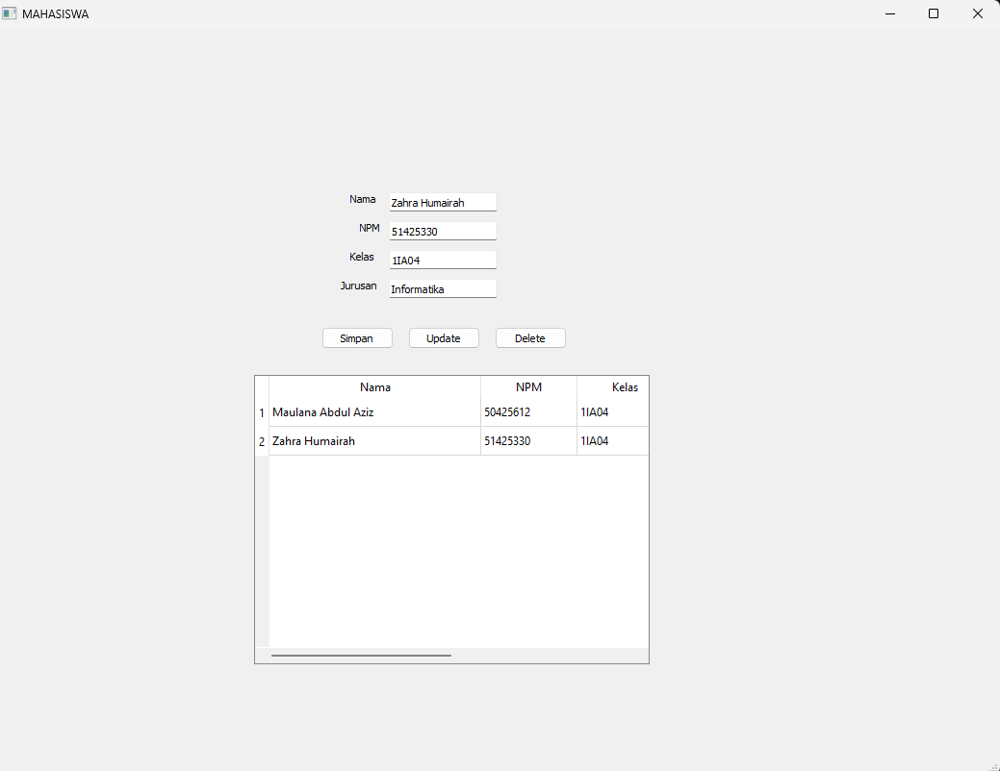 MAHASISWA
Nama Zahra Humairah
NPM 51425330
Kelas 1IA04
Jurusan Informatika
Simpan Update Delete
Nama NPM Kelas
1 Maulana Abdul Aziz 50425612 1IA04
2 Zahra Humairah 51425330 1IA04